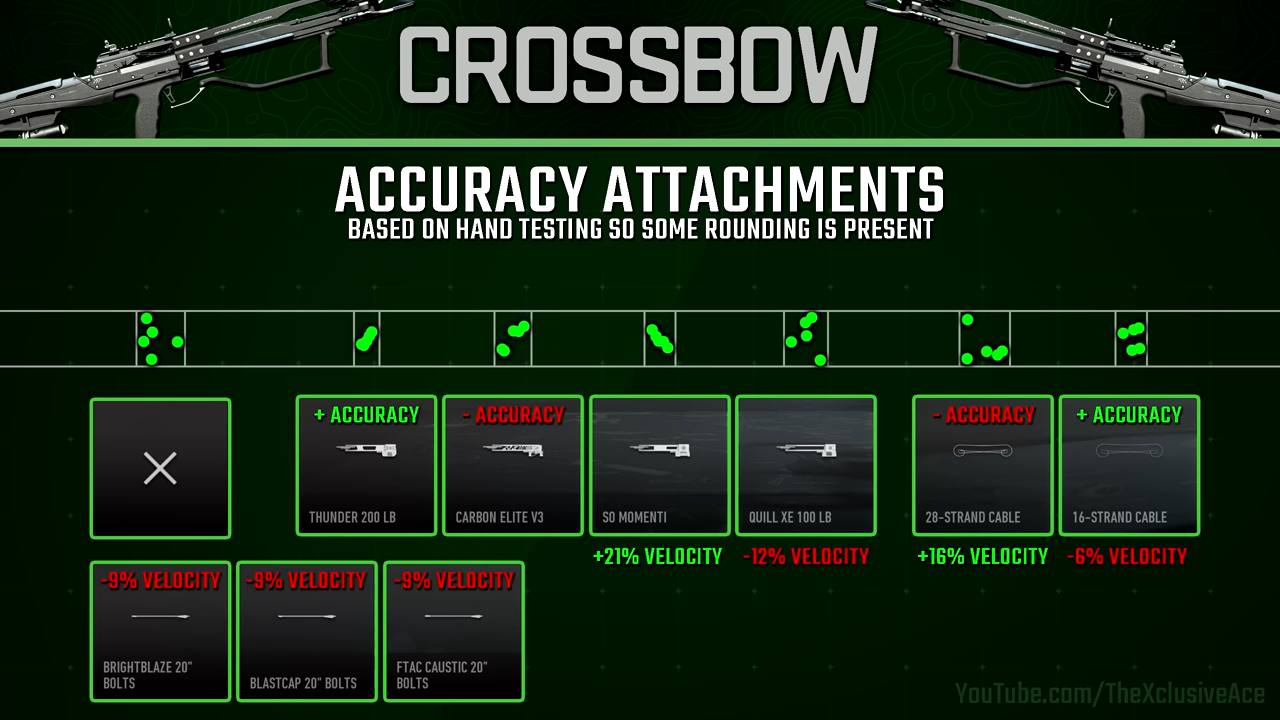 CROSSBOW
ACCURACY ATTACHMENTS
BASED ON HAND TESTING SO SOME ROUNDING IS PRESENT
+ ACCURACY
THUNDER 200 LB
- ACCURACY
CARBON ELITE V3
SO MOMENTI
+21% VELOCITY
QUILL XE 100 LB
-12% VELOCITY
- ACCURACY
28-STRAND CABLE
+16% VELOCITY
+ ACCURACY
16-STRAND CABLE
-6% VELOCITY
-9% VELOCITY
BRIGHTBLAZE 20"
BOLTS
-9% VELOCITY
BLASTCAP 20" BOLTS
-9% VELOCITY
FTAC CAUSTIC 20"
BOLTS
YouTube.com/TheXclusiveAce